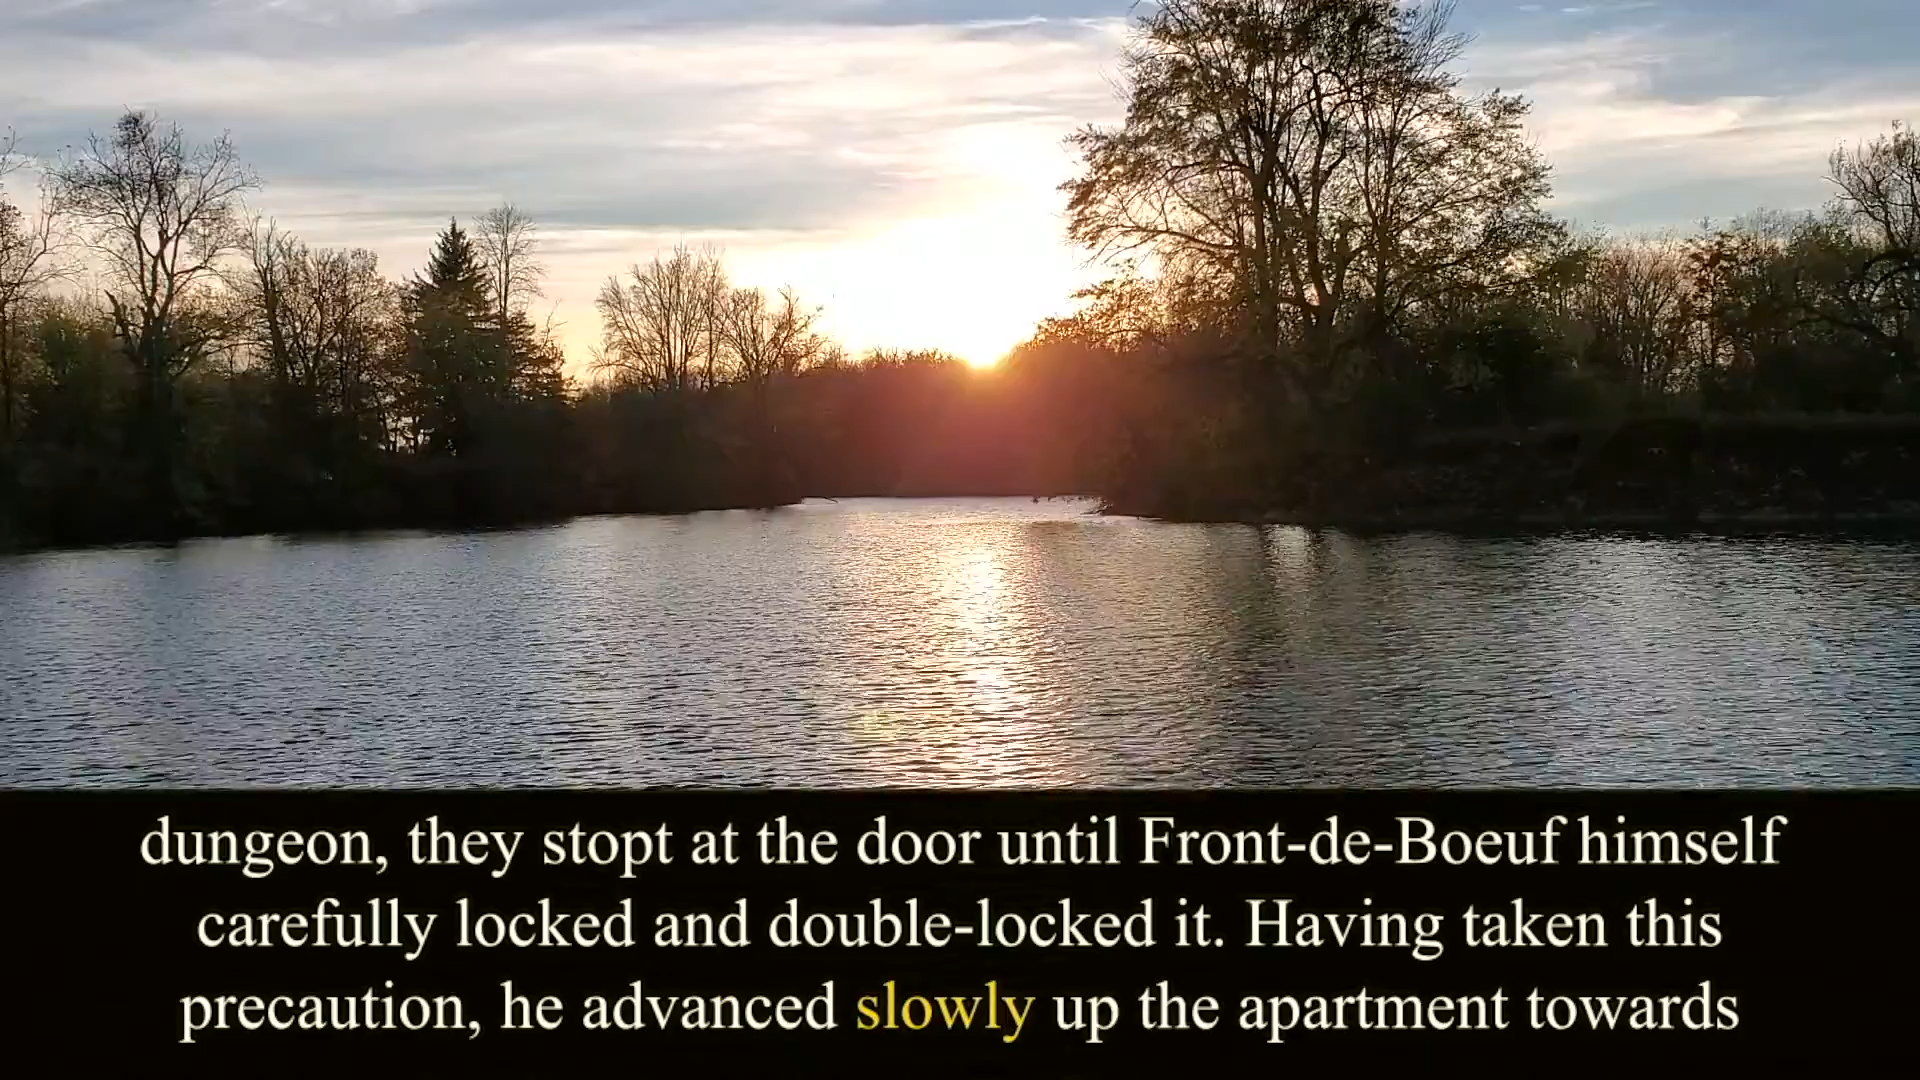 dungeon, they stopt at the door until Front-de-Boeuf himself
carefully locked and double-locked it. Having taken this
precaution, he advanced slowly up the apartment towards